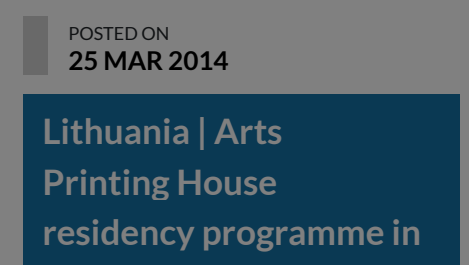 POSTED ON
25 MAR 2014
Lithuania | Arts
Printing House
residency programme in